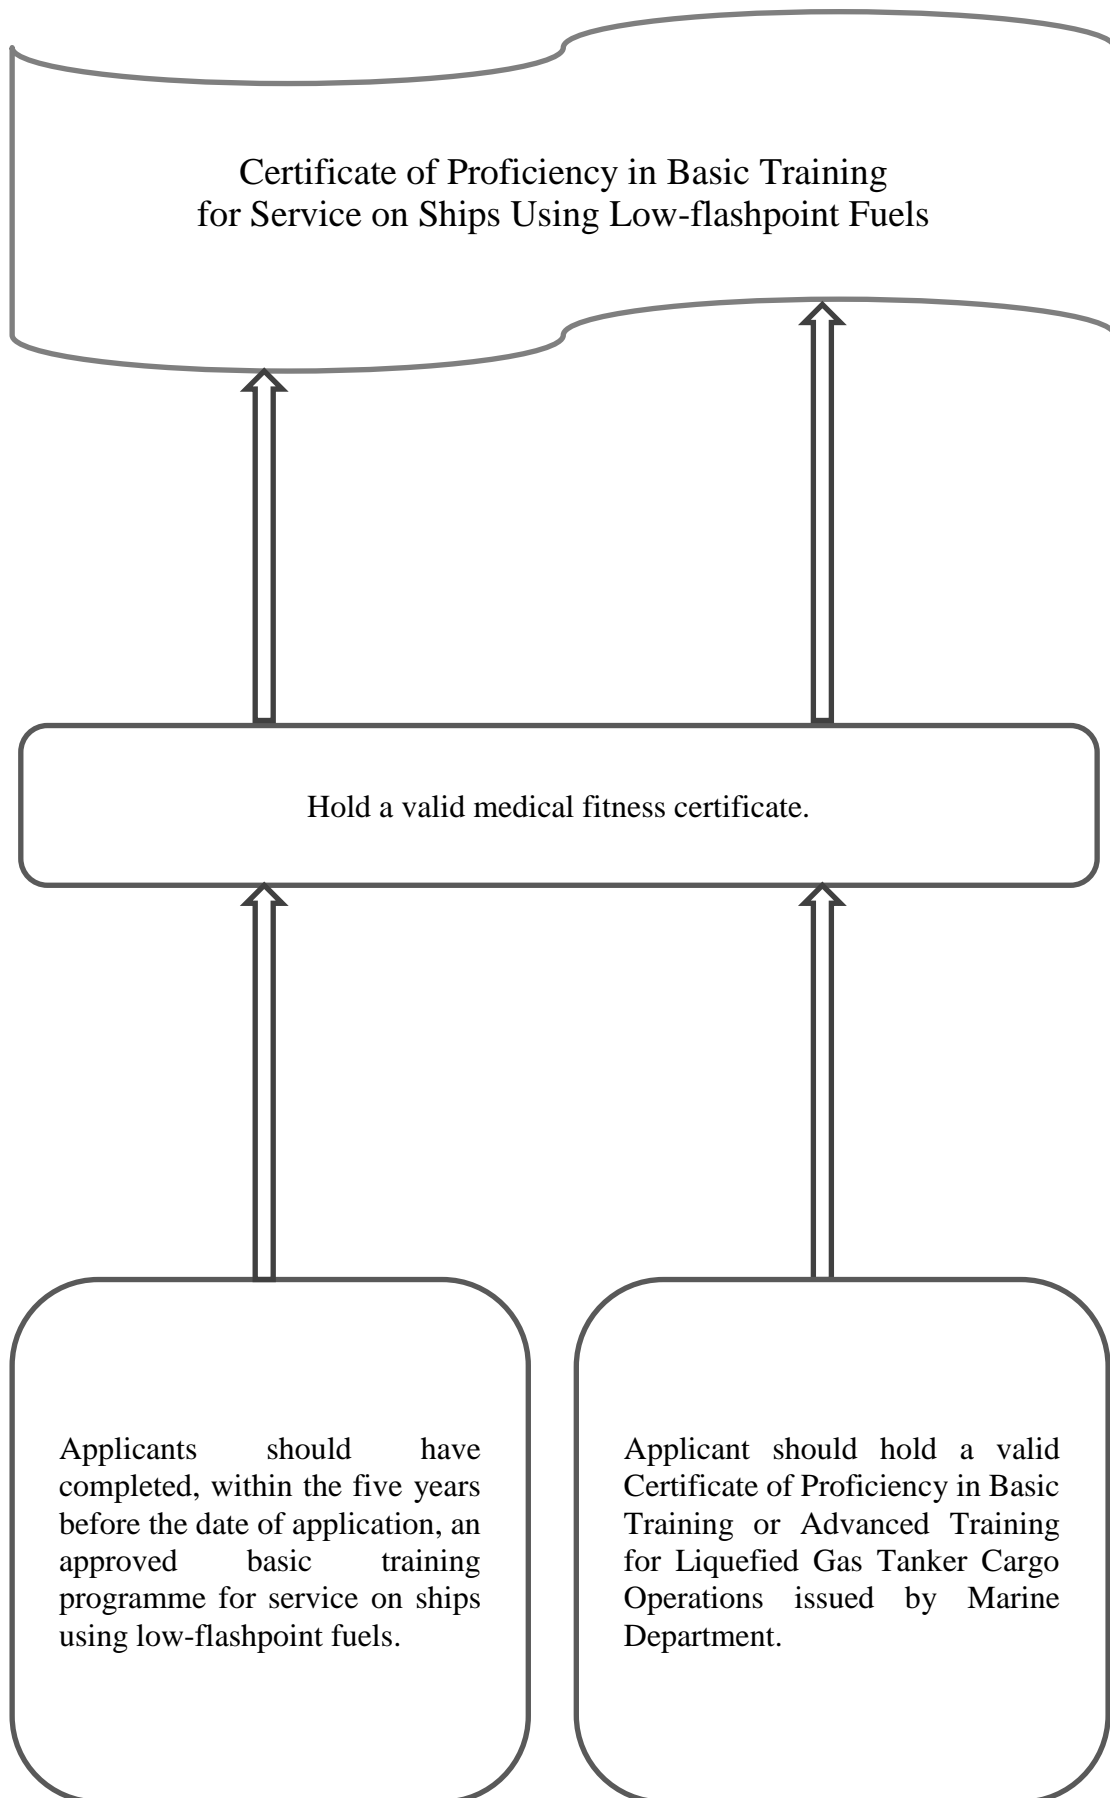 Certificate of Proficiency in Basic Training
for Service on Ships Using Low-flashpoint Fuels
Hold a valid medical fitness certificate.
Applicants should have
completed, within the five years
before the date of application, an
approved basic training
programme for service on ships
using low-flashpoint fuels.
Applicant should hold a valid
Certificate of Proficiency in Basic
Training or Advanced Training
for Liquefied Gas Tanker Cargo
Operations issued by Marine
Department.